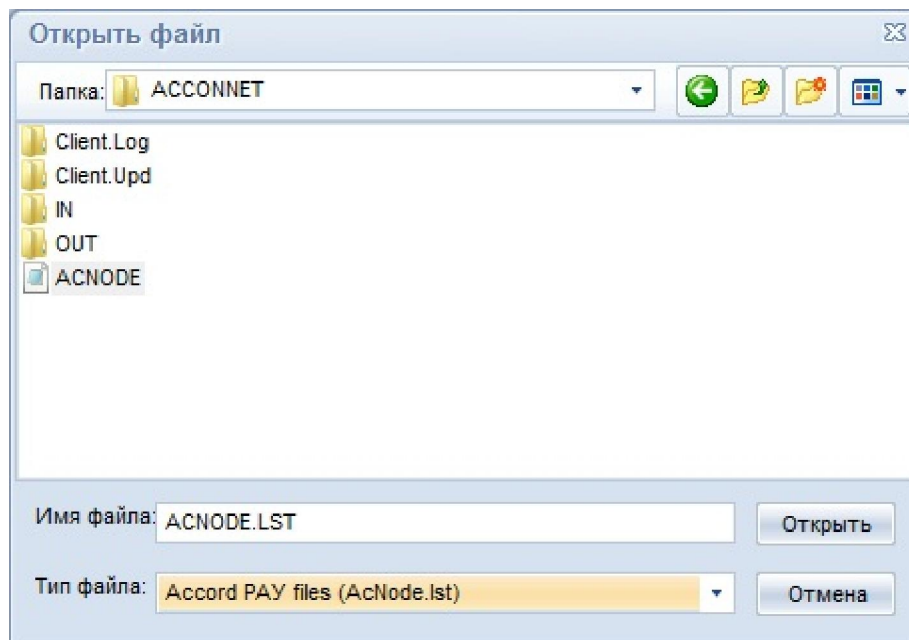 Открыть файл
Папка: ACCONNET
Client.Log
Client.Upd
IN
OUT
ACNODE
Имя файла: ACNODE.LST Открыть
Тип файла: Accord РАУ files (AcNode.lst) Отмена